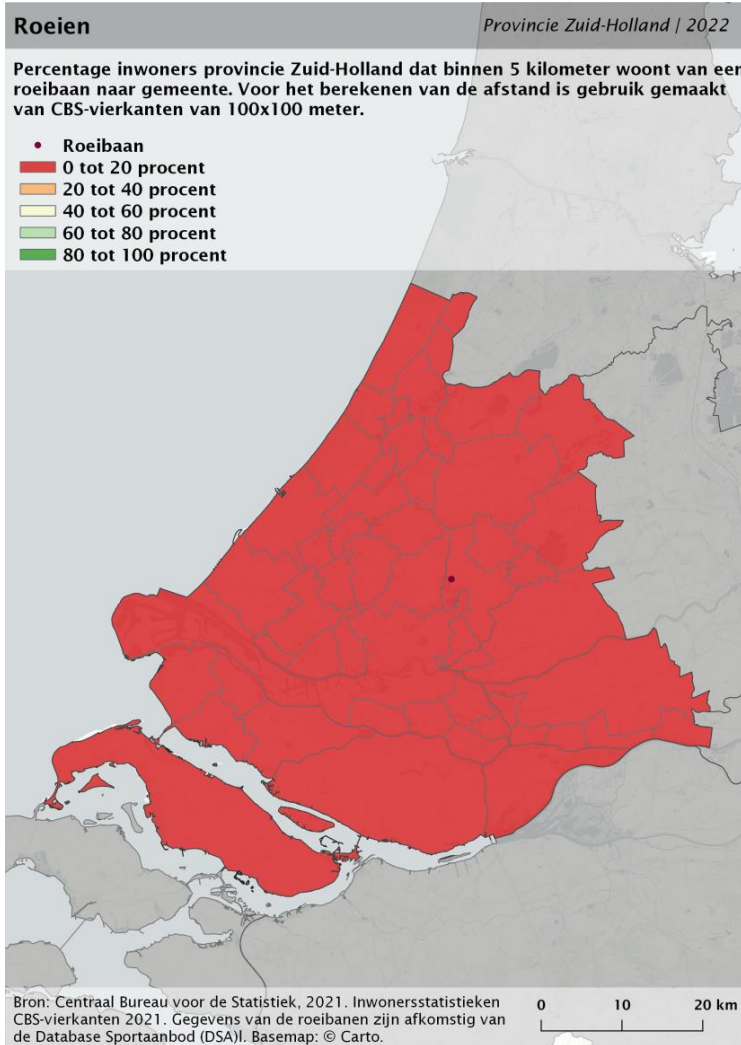 Roeien
Provincie Zuid-Holland | 2022
Percentage inwoners provincie Zuid-Holland dat binnen 5 kilometer woont van een
roeibaan naar gemeente. Voor het berekenen van de afstand is gebruik gemaakt
van CBS-vierkanten van 100x100 meter.
Roeibaan
0 tot 20 procent
20 tot 40 procent
40 tot 60 procent
60 tot 80 procent
80 tot 100 procent
Bron: Centraal Bureau voor de Statistiek, 2021. Inwonersstatistieken
CBS-vierkanten 2021. Gegevens van de roeibanen zijn afkomstig van
de Database Sportaanbod (DSA)l. Basemap: © Carto.
0 10 20 km